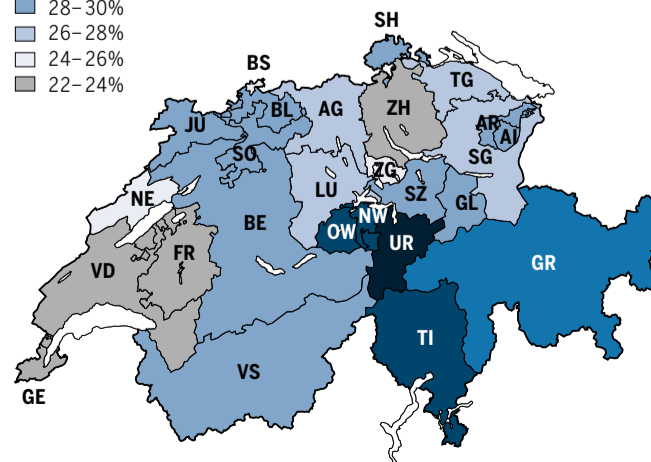 28–30%
26–28%
24–26%
22–24%
SH
BS
TG
BL
AG
ZH
JU
AR
AI
SO
SG
ZG
NE
LU
SZ
GL
NW
BE
OW
UR
FR
VD
GR
TI
VS
GE